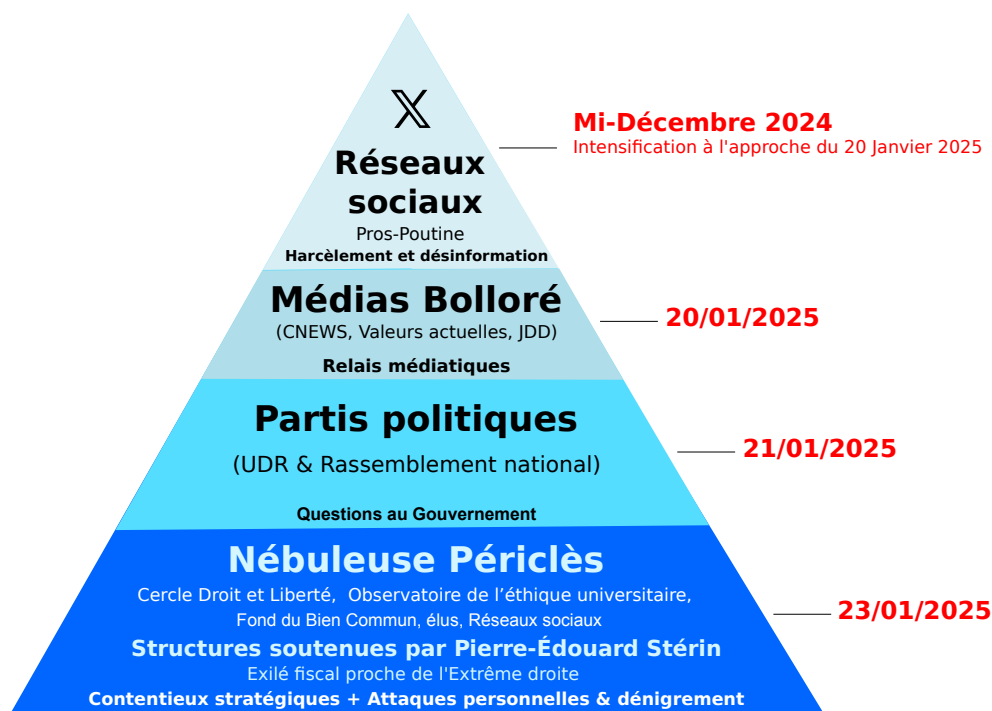 𝕏
Réseaux
sociaux
Pros-Poutine
Harcèlement et désinformation
Mi-Décembre 2024
Intensification à l'approche du 20 Janvier 2025
Médias Bolloré
(CNEWS, Valeurs actuelles, JDD)
Relais médiatiques
20/01/2025
Partis politiques
(UDR & Rassemblement national)
Questions au Gouvernement
21/01/2025
Nébuleuse Périclès
Cercle Droit et Liberté,  Observatoire de l’éthique universitaire,
Fond du Bien Commun, élus, Réseaux sociaux
Structures soutenues par Pierre-Édouard Stérin
Exilé fiscal proche de l'Extrême droite
Contentieux stratégiques + Attaques personnelles & dénigrement
23/01/2025